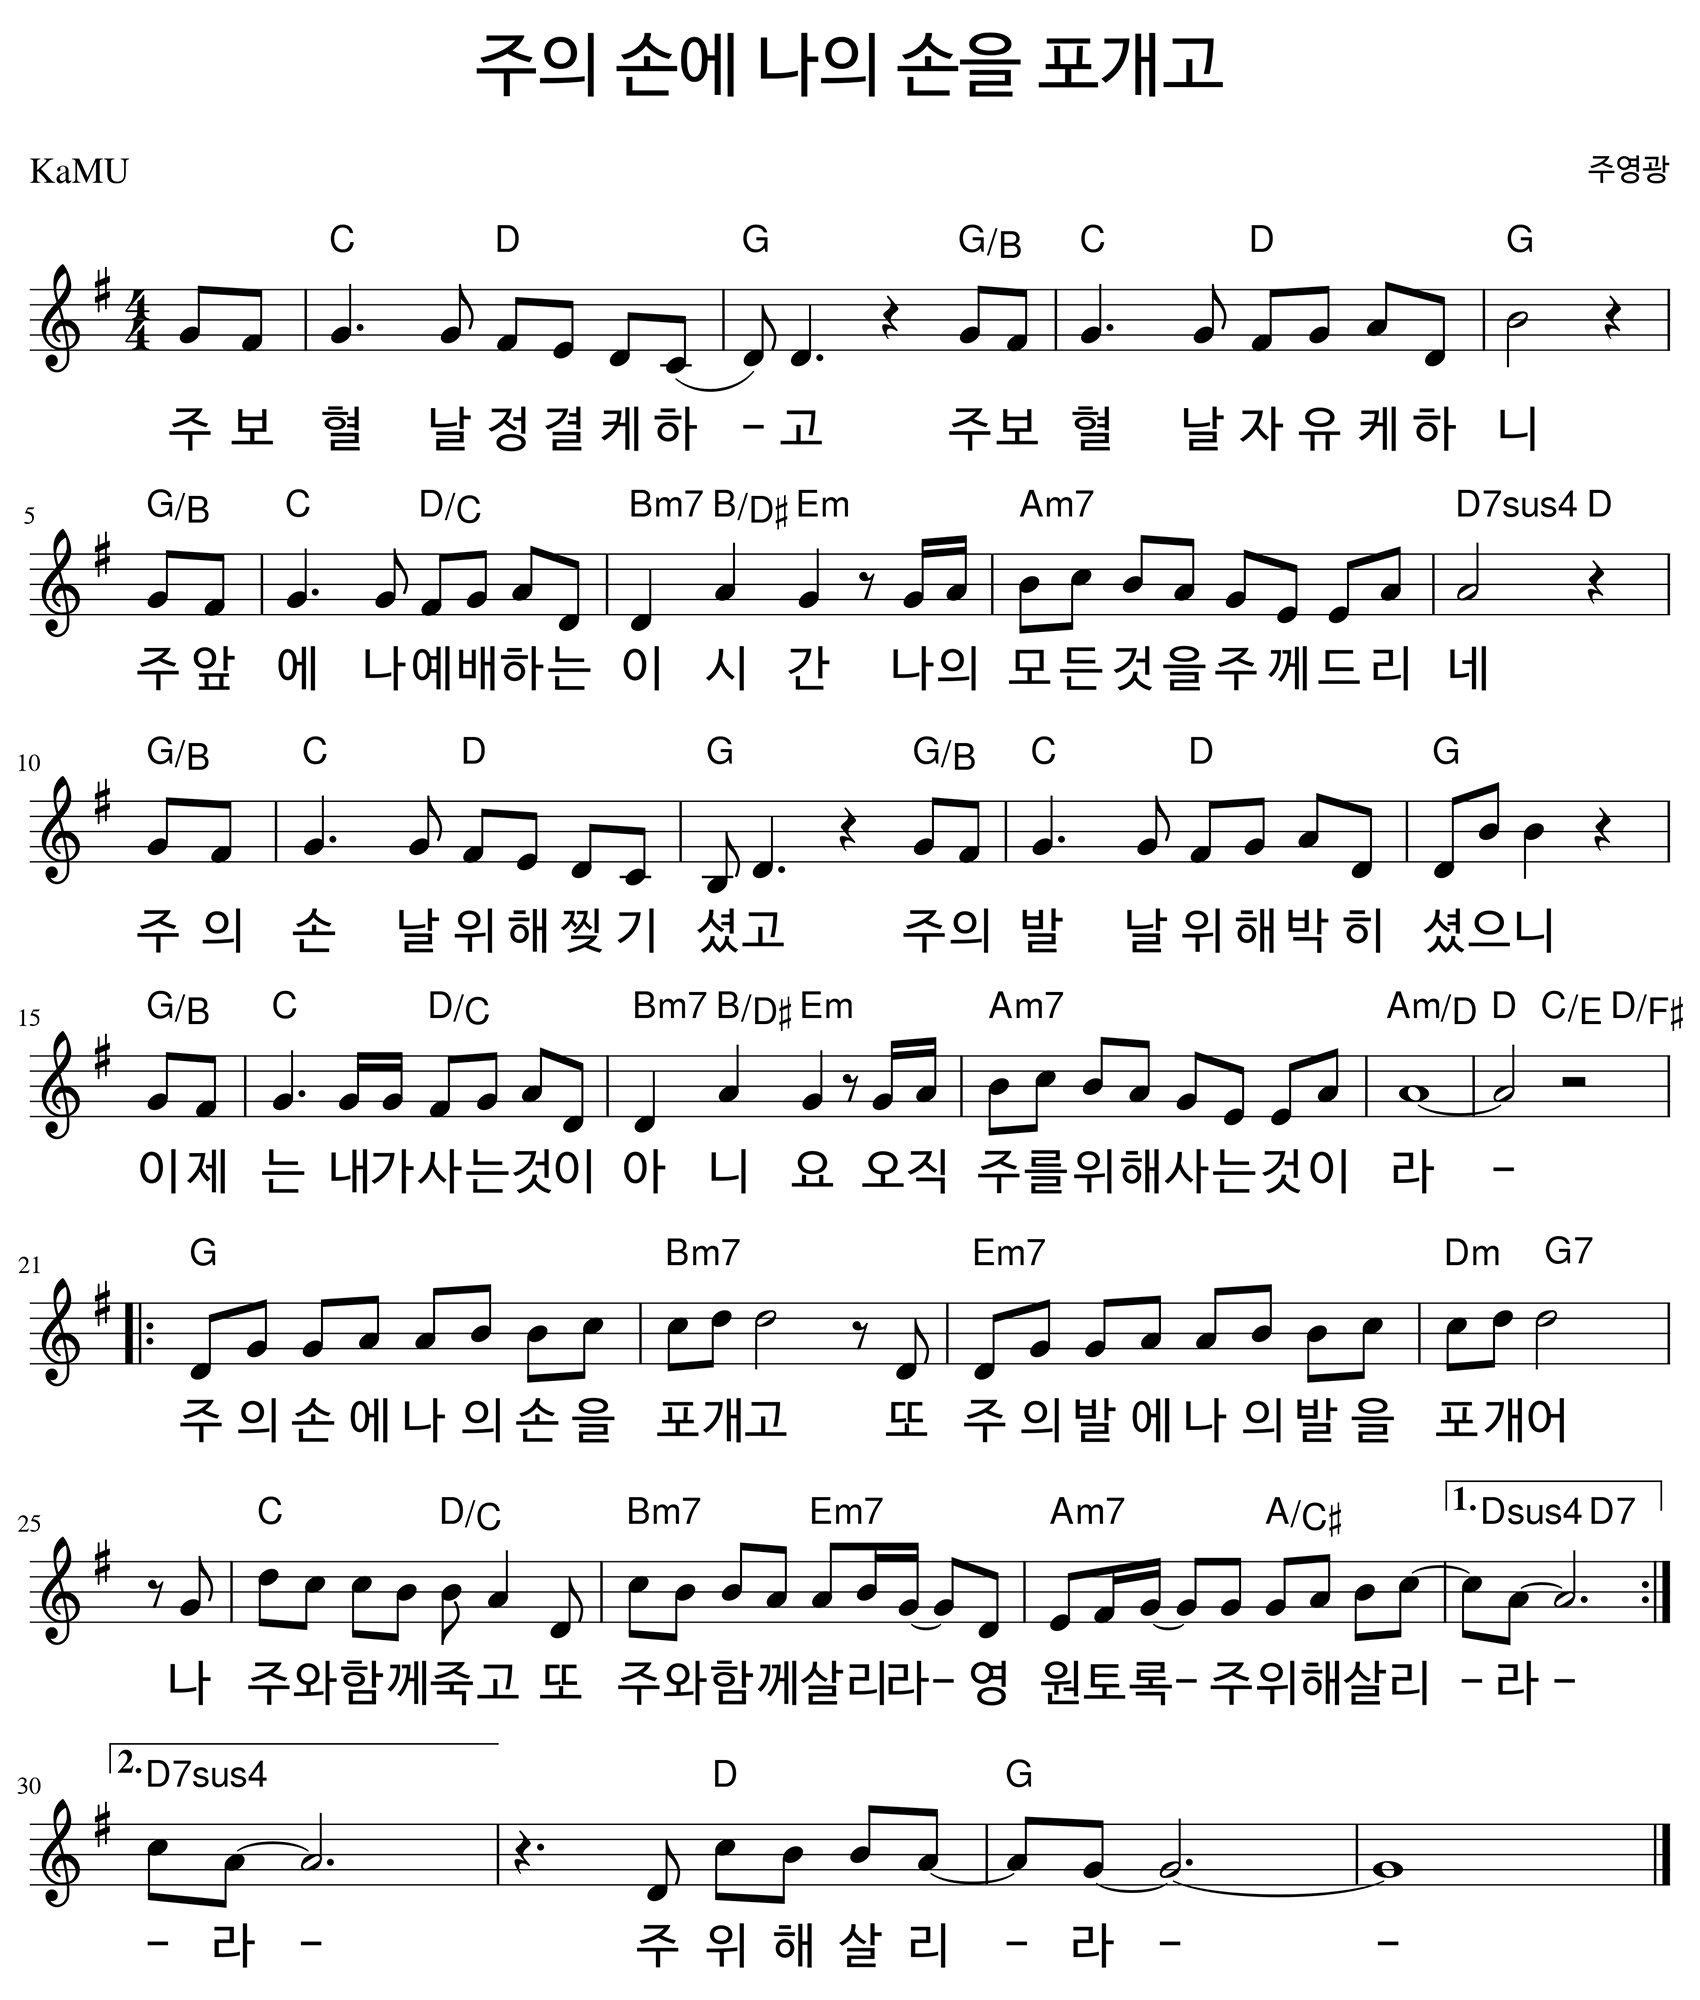 주의 손에 나의 손을 포개고
KaMU 주영광
C D G G/B C D G
주 보 혈 날 정 결 케 하 - 고 주 보 혈 날 자 유 케 하 니
5 G/B C D/C Bm7 B/D♯ Em Am7 D7sus4 D
주 앞 에 나 예 배 하 는 이 시 간 나 의 모 든 것 을 주 께 드 리 네
10 G/B C D G G/B C D G
주 의 손 날 위 해 찢 기 셨 고 주 의 발 날 위 해 박 히 셨 으 니
15 G/B C D/C Bm7 B/D♯ Em Am7 Am/D D C/E D/F♯
이 제 는 내 가 사 는 것 이 아 니 요 오 직 주 를 위 해 사 는 것 이 라 -
21 G Bm7 Em7 Dm G7
주 의 손 에 나 의 손 을 포 개 고 또 주 의 발 에 나 의 발 을 포 개 어
25 C D/C Bm7 Em7 Am7 A/C♯ 1. Dsus4 D7
나 주 와 함 께 죽 고 또 주 와 함 께 살 리 라 - 영 원 토 록 - 주 위 해 살 리 - 라 -
30 2. D7sus4 D G
- 라 - 주 위 해 살 리 - 라 - -